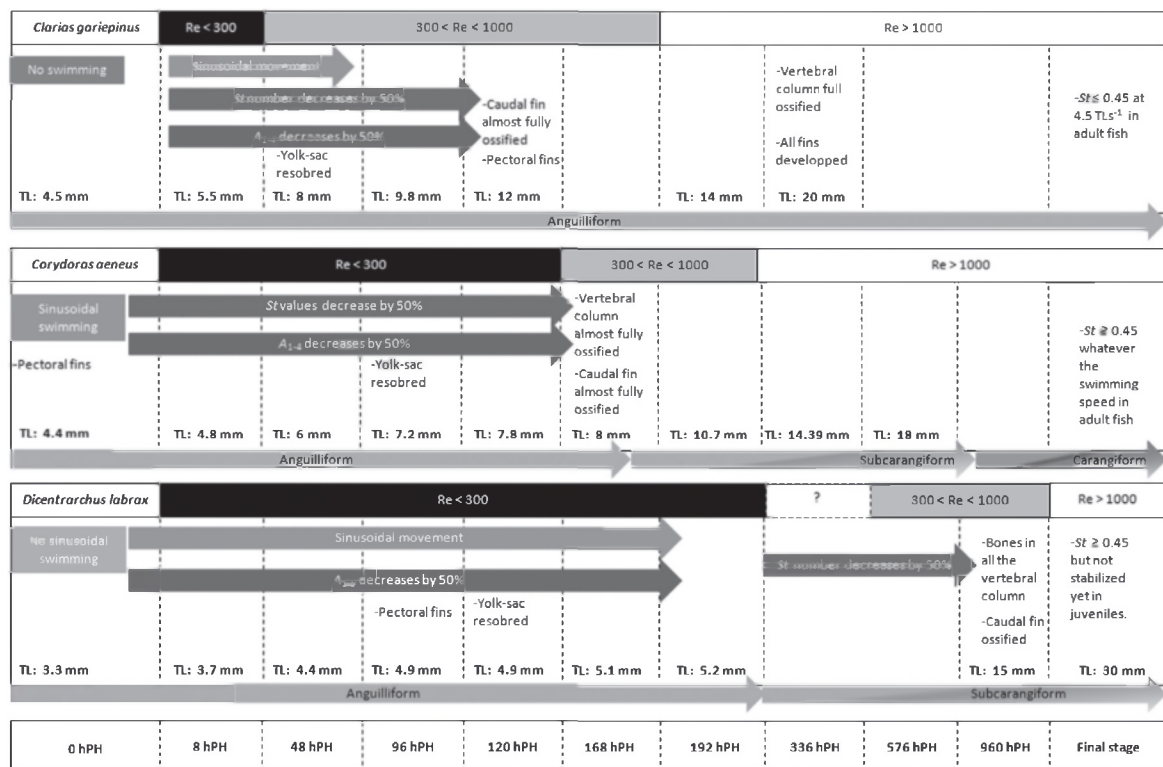 Clarias gariepinus
Re < 300
300 < Re < 1000
Re > 1000
No swimming
Sinusoidal movement
St number decreases by 50%
decreases by 50%
-Yolk-sac
resobred
-Caudal fin
almost fully
ossified
-Pectoral fins
-Vertebral
column full
ossified
-All fins
developped
-St ≤ 0.45 at
4.5 TLs⁻¹ in
adult fish
TL: 4.5 mm
TL: 5.5 mm
TL: 8 mm
TL: 9.8 mm
TL: 12 mm
TL: 14 mm
TL: 20 mm
Anguilliform
Corydoras aeneus
Re < 300
300 < Re < 1000
Re > 1000
Sinusoidal
swimming
St values decrease by 50%
A₁₋₄ decreases by 50%
-Pectoral fins
-Yolk-sac
resobred
-Vertebral
column
almost fully
ossified
-Caudal fin
almost fully
ossified
-St ≧ 0.45
whatever
the
swimming
speed in
adult fish
TL: 4.4 mm
TL: 4.8 mm
TL: 6 mm
TL: 7.2 mm
TL: 7.8 mm
TL: 8 mm
TL: 10.7 mm
TL: 14.39 mm
TL: 18 mm
Anguilliform
Subcarangiform
Carangiform
Dicentrarchus labrax
Re < 300
?
300 < Re < 1000
Re > 1000
No sinusoidal
swimming
Sinusoidal movement
decreases by 50%
St number decreases by 50%
-Pectoral fins
-Yolk-sac
resobred
-Bones in
all the
vertebral
column
-Caudal fin
ossified
-St ≧ 0.45
but not
stabilized
yet in
juveniles.
TL: 3.3 mm
TL: 3.7 mm
TL: 4.4 mm
TL: 4.9 mm
TL: 4.9 mm
TL: 5.1 mm
TL: 5.2 mm
TL: 15 mm
TL: 30 mm
Anguilliform
Subcarangiform
0 hPH
8 hPH
48 hPH
96 hPH
120 hPH
168 hPH
192 hPH
336 hPH
576 hPH
960 hPH
Final stage